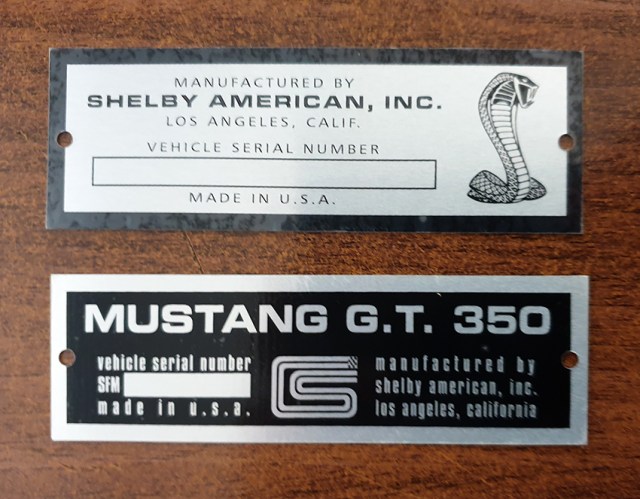 MANUFACTURED BY
SHELBY AMERICAN, INC.
LOS ANGELES, CALIF.
VEHICLE SERIAL NUMBER
MADE IN U.S.A.
MUSTANG G.T. 350
vehicle serial number
SFM
made in u.s.a.
CS
manufactured by
shelby american, inc.
los angeles, california